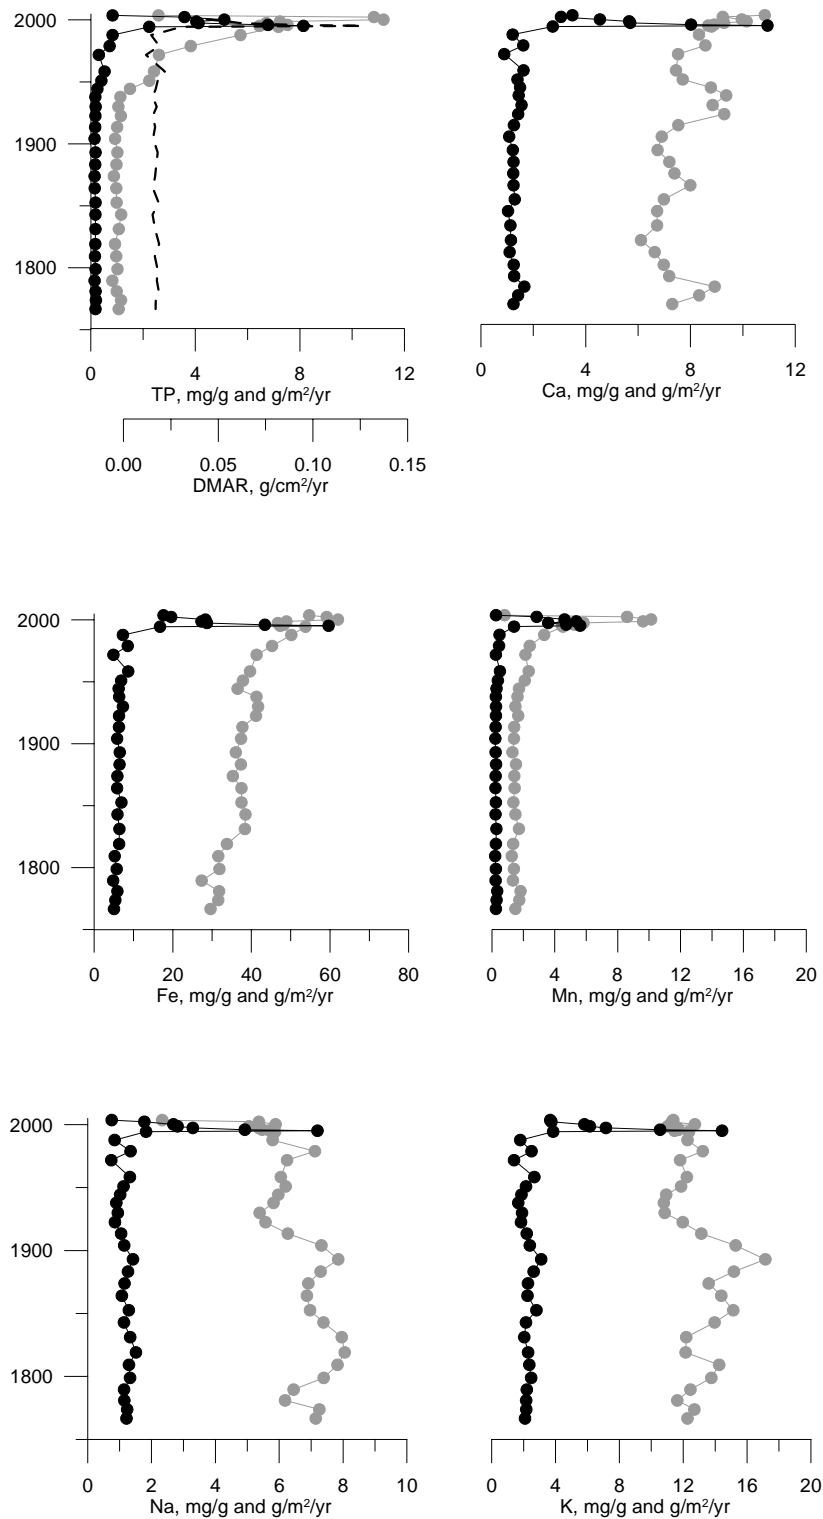 2000
1900
1800
0 4 8 12
TP, mg/g and g/m²/yr
0.00 0.05 0.10 0.15
DMAR, g/cm²/yr
0 4 8 12
Ca, mg/g and g/m²/yr
2000
1900
1800
0 20 40 60 80
Fe, mg/g and g/m²/yr
0 4 8 12 16 20
Mn, mg/g and g/m²/yr
2000
1900
1800
0 2 4 6 8 10
Na, mg/g and g/m²/yr
0 4 8 12 16 20
K, mg/g and g/m²/yr